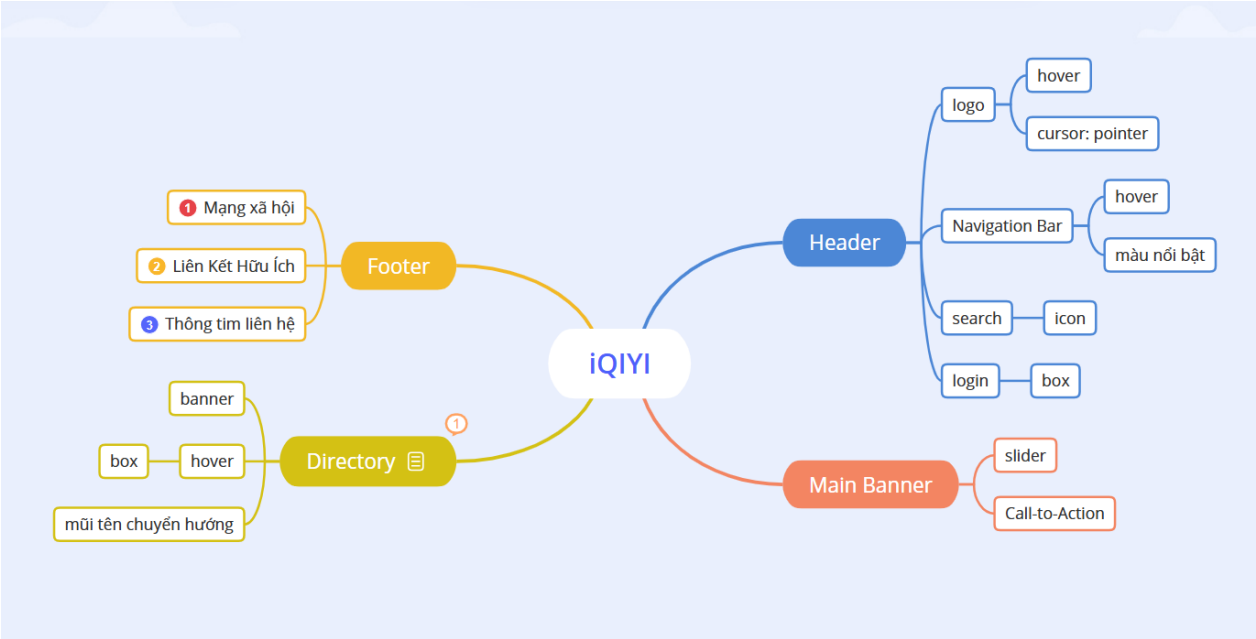 iQIYI
Header
logo
hover
cursor: pointer
Navigation Bar
hover
màu nổi bật
search
icon
login
box
Main Banner
slider
Call-to-Action
Footer
1 Mạng xã hội
2 Liên Kết Hữu Ích
3 Thông tim liên hệ
Directory
1
banner
hover
box
mũi tên chuyển hướng